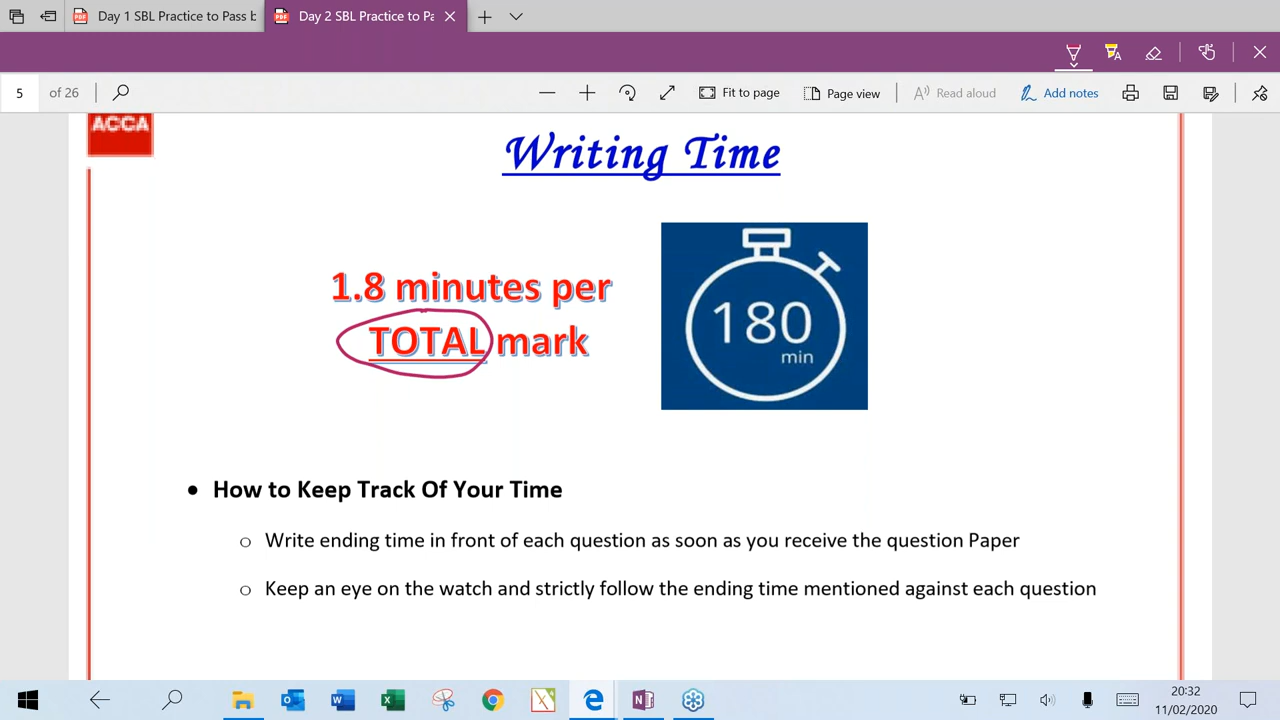 Day 1 SBL Practice to Pass b
Day 2 SBL Practice to Pa
5 of 26
Fit to page
Page view
Read aloud
Add notes
ACCA
Writing Time
1.8 minutes per
TOTAL mark
180
min
How to Keep Track Of Your Time
Write ending time in front of each question as soon as you receive the question Paper
Keep an eye on the watch and strictly follow the ending time mentioned against each question
20:32
11/02/2020